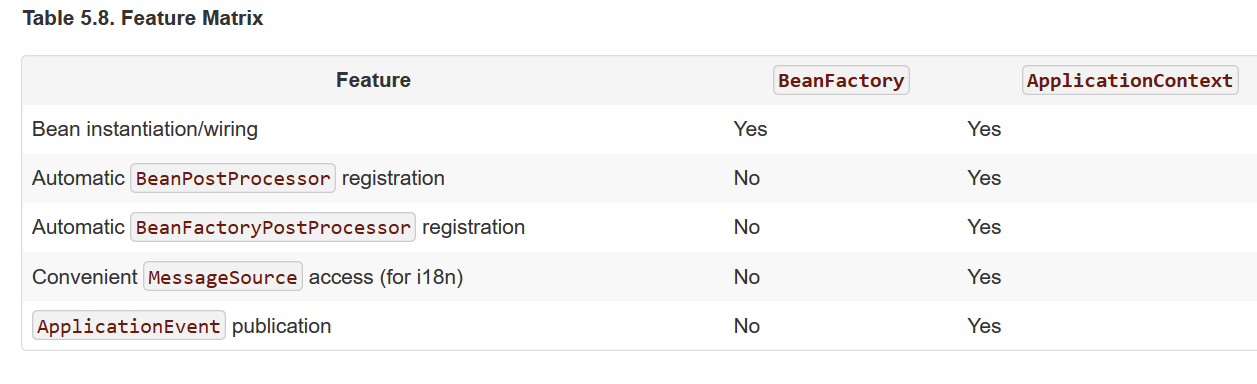 Table 5.8. Feature Matrix
Feature BeanFactory ApplicationContext
Bean instantiation/wiring Yes Yes
Automatic BeanPostProcessor registration No Yes
Automatic BeanFactoryPostProcessor registration No Yes
Convenient MessageSource access (for i18n) No Yes
ApplicationEvent publication No Yes